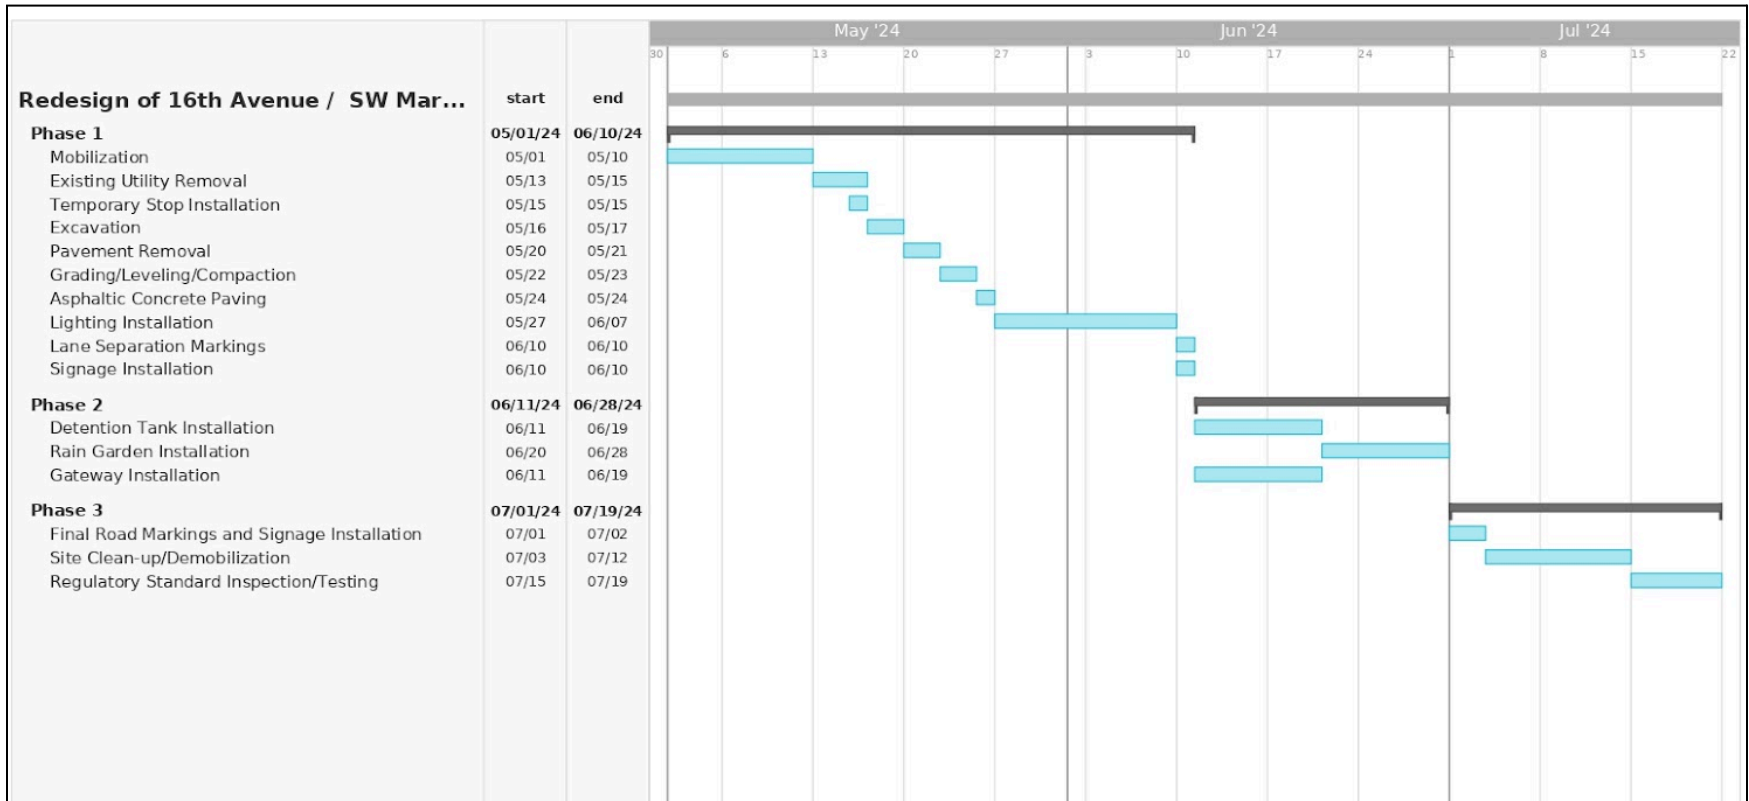 May '24 Jun '24 Jul '24
30 6 13 20 27 3 10 17 24 1 8 15 22
Redesign of 16th Avenue / SW Mar... start end
Phase 1 05/01/24 06/10/24
Mobilization 05/01 05/10
Existing Utility Removal 05/13 05/15
Temporary Stop Installation 05/15 05/15
Excavation 05/16 05/17
Pavement Removal 05/20 05/21
Grading/Leveling/Compaction 05/22 05/23
Asphaltic Concrete Paving 05/24 05/24
Lighting Installation 05/27 06/07
Lane Separation Markings 06/10 06/10
Signage Installation 06/10 06/10
Phase 2 06/11/24 06/28/24
Detention Tank Installation 06/11 06/19
Rain Garden Installation 06/20 06/28
Gateway Installation 06/11 06/19
Phase 3 07/01/24 07/19/24
Final Road Markings and Signage Installation 07/01 07/02
Site Clean-up/Demobilization 07/03 07/12
Regulatory Standard Inspection/Testing 07/15 07/19